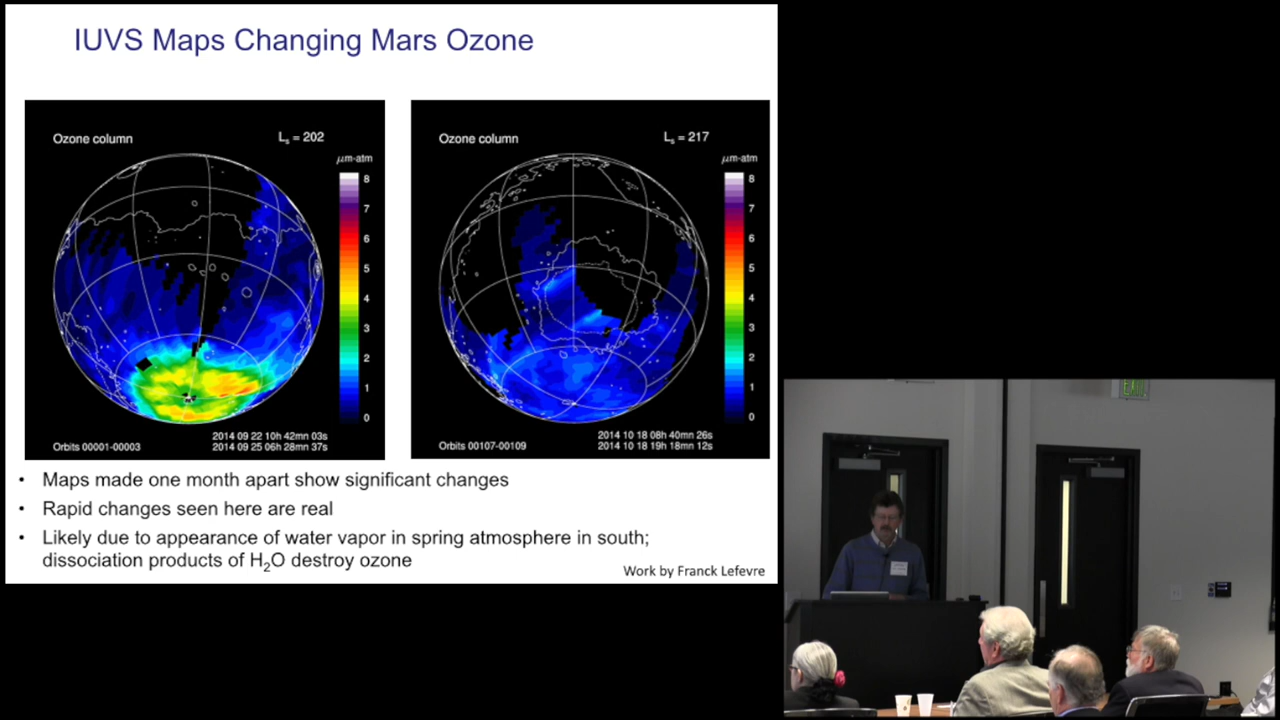 IUVS Maps Changing Mars Ozone
Ozone column
Ls = 202
μm-atm
8
7
6
5
4
3
2
1
0
Orbits 00001-00003
2014 09 22 10h 42mn 03s
2014 09 25 06h 28mn 37s
Ozone column
Ls = 217
μm-atm
8
7
6
5
4
3
2
1
0
Orbits 00107-00109
2014 10 18 08h 40mn 26s
2014 10 18 19h 18mn 12s
• Maps made one month apart show significant changes
• Rapid changes seen here are real
• Likely due to appearance of water vapor in spring atmosphere in south;
dissociation products of H2O destroy ozone
Work by Franck Lefevre
EXIT